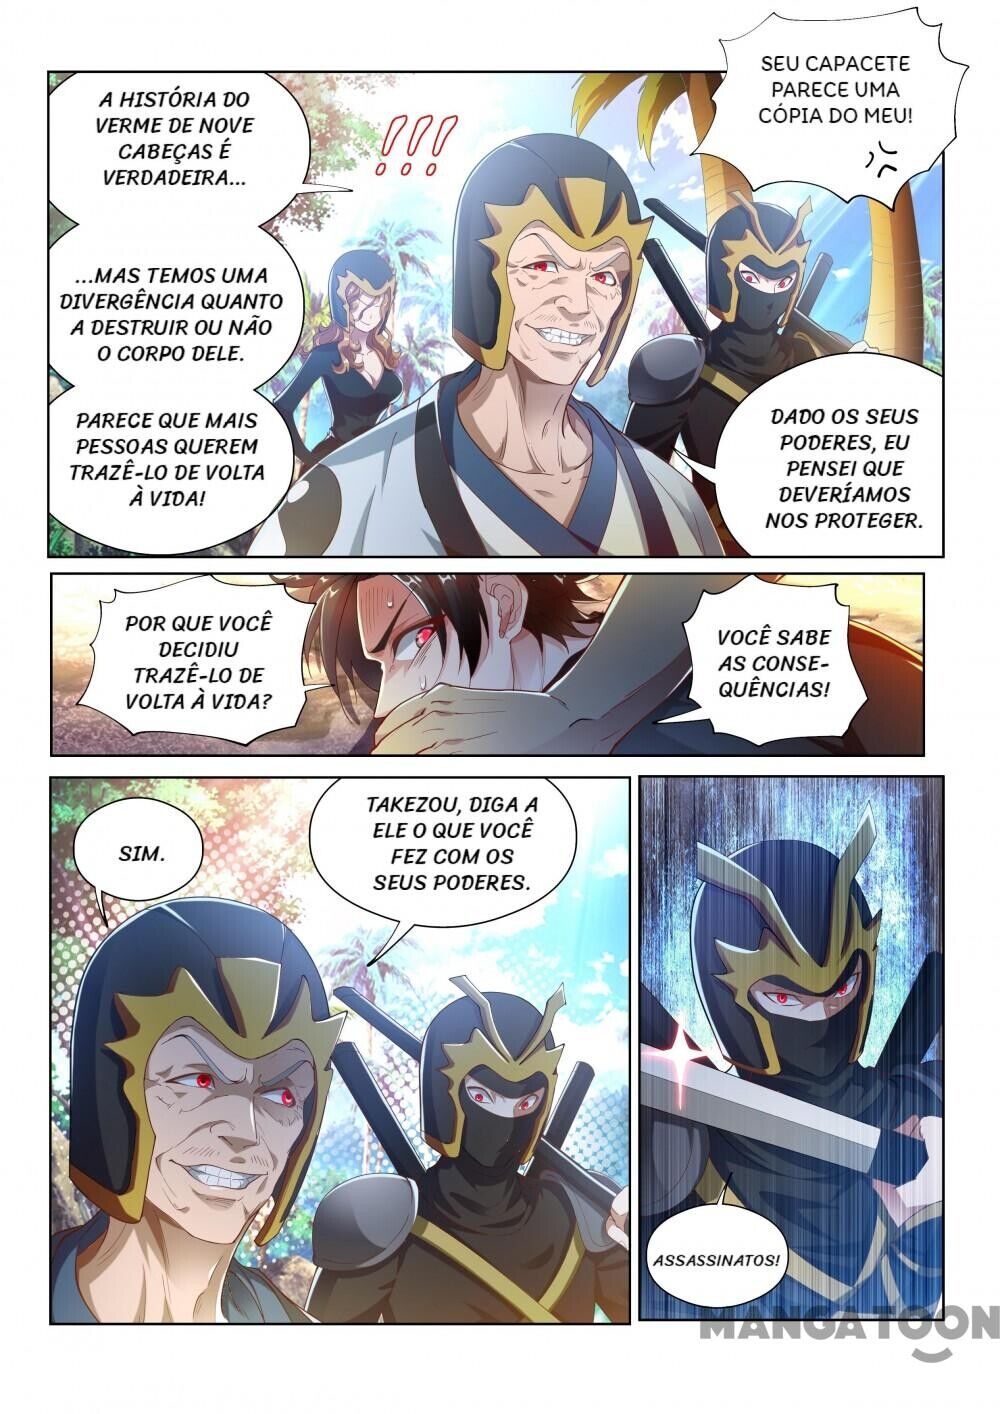 SEU CAPACETE
PARECE UMA
CÓPIA DO MEU!
A HISTÓRIA DO
VERME DE NOVE
CABEÇAS É
VERDADEIRA...
!!!
...MAS TEMOS UMA
DIVERGÊNCIA QUANTO
A DESTRUIR OU NÃO
O CORPO DELE.
PARECE QUE MAIS
PESSOAS QUEREM
TRAZÊ-LO DE VOLTA
À VIDA!
DADO OS SEUS
PODERES, EU
PENSEI QUE
DEVERÍAMOS
NOS PROTEGER.
POR QUE VOCÊ
DECIDIU
TRAZÊ-LO DE
VOLTA À VIDA?
VOCÊ SABE
AS CONSE-
QUÊNCIAS!
SIM.
TAKEZOU, DIGA A
ELE O QUE VOCÊ
FEZ COM OS
SEUS PODERES.
ASSASSINATOS!
MANGATOON